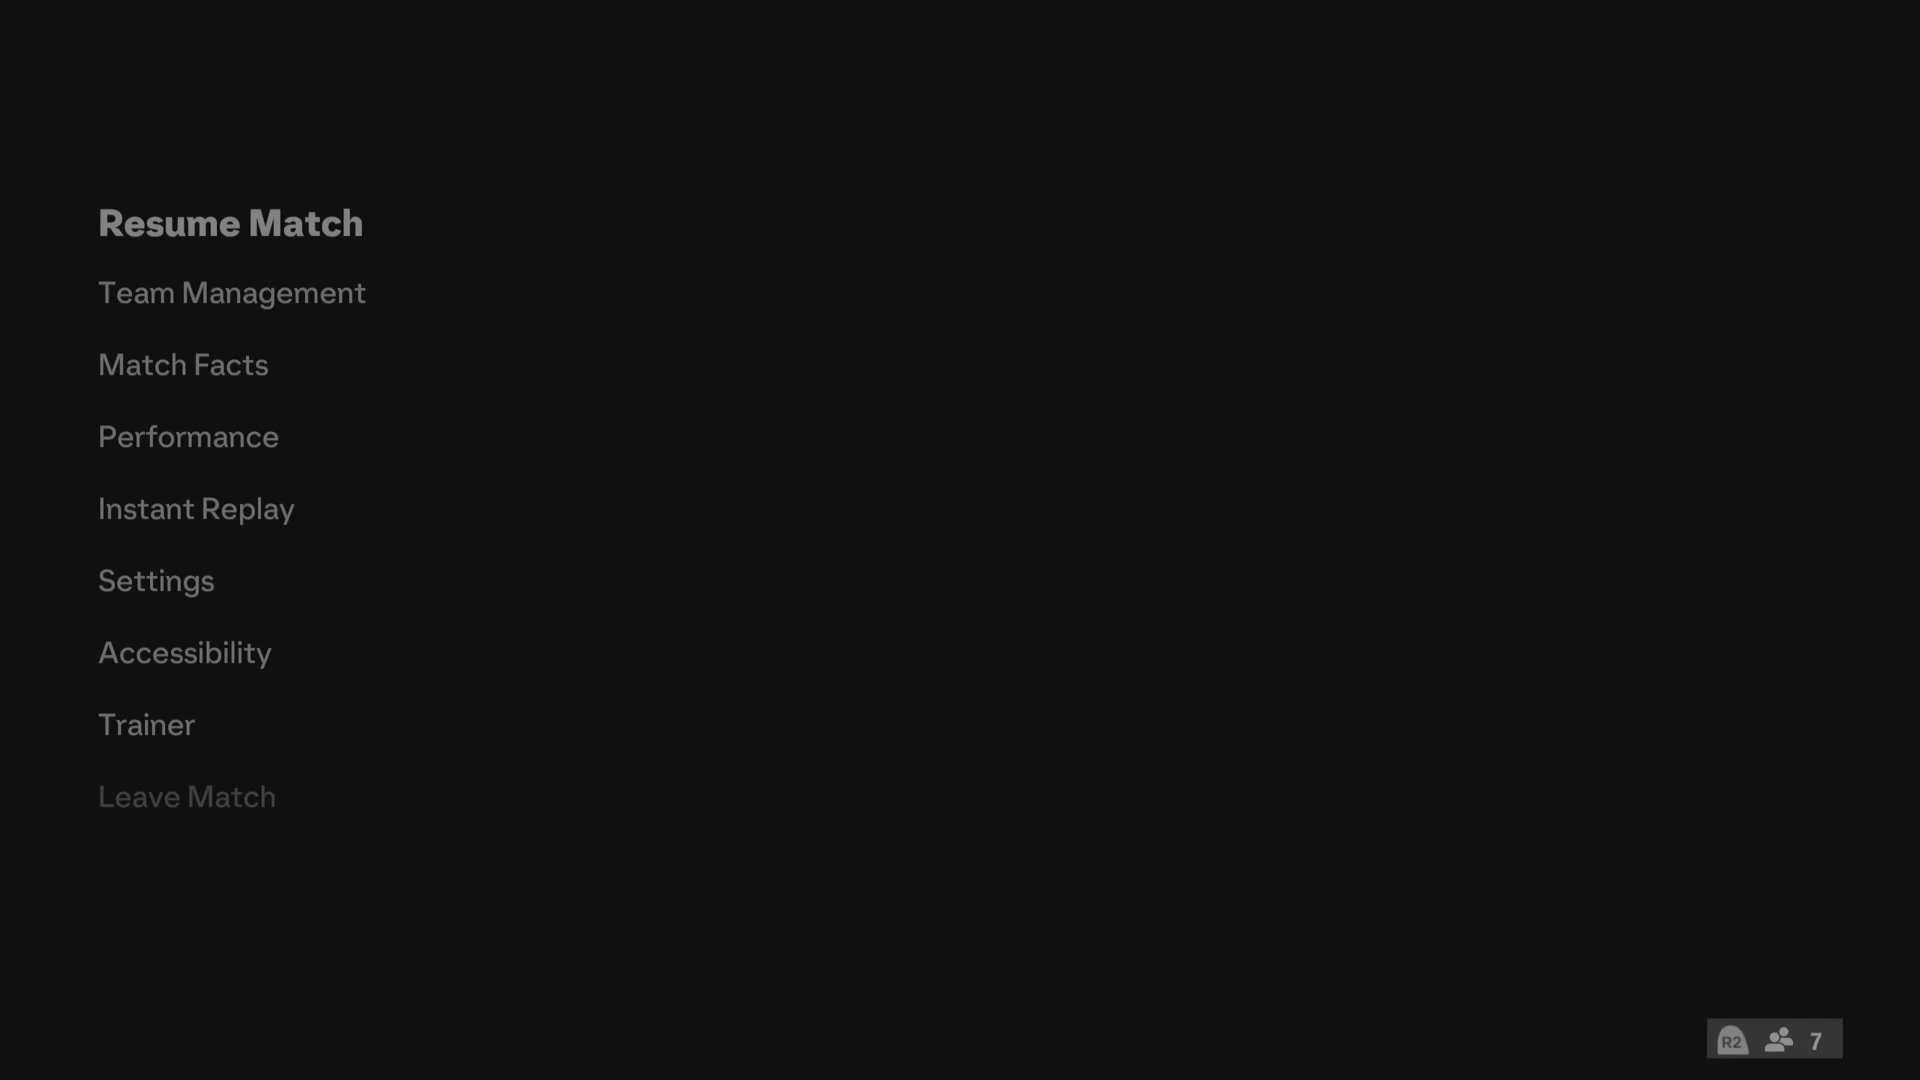 Resume Match
Team Management
Match Facts
Performance
Instant Replay
Settings
Accessibility
Trainer
Leave Match
R2 7